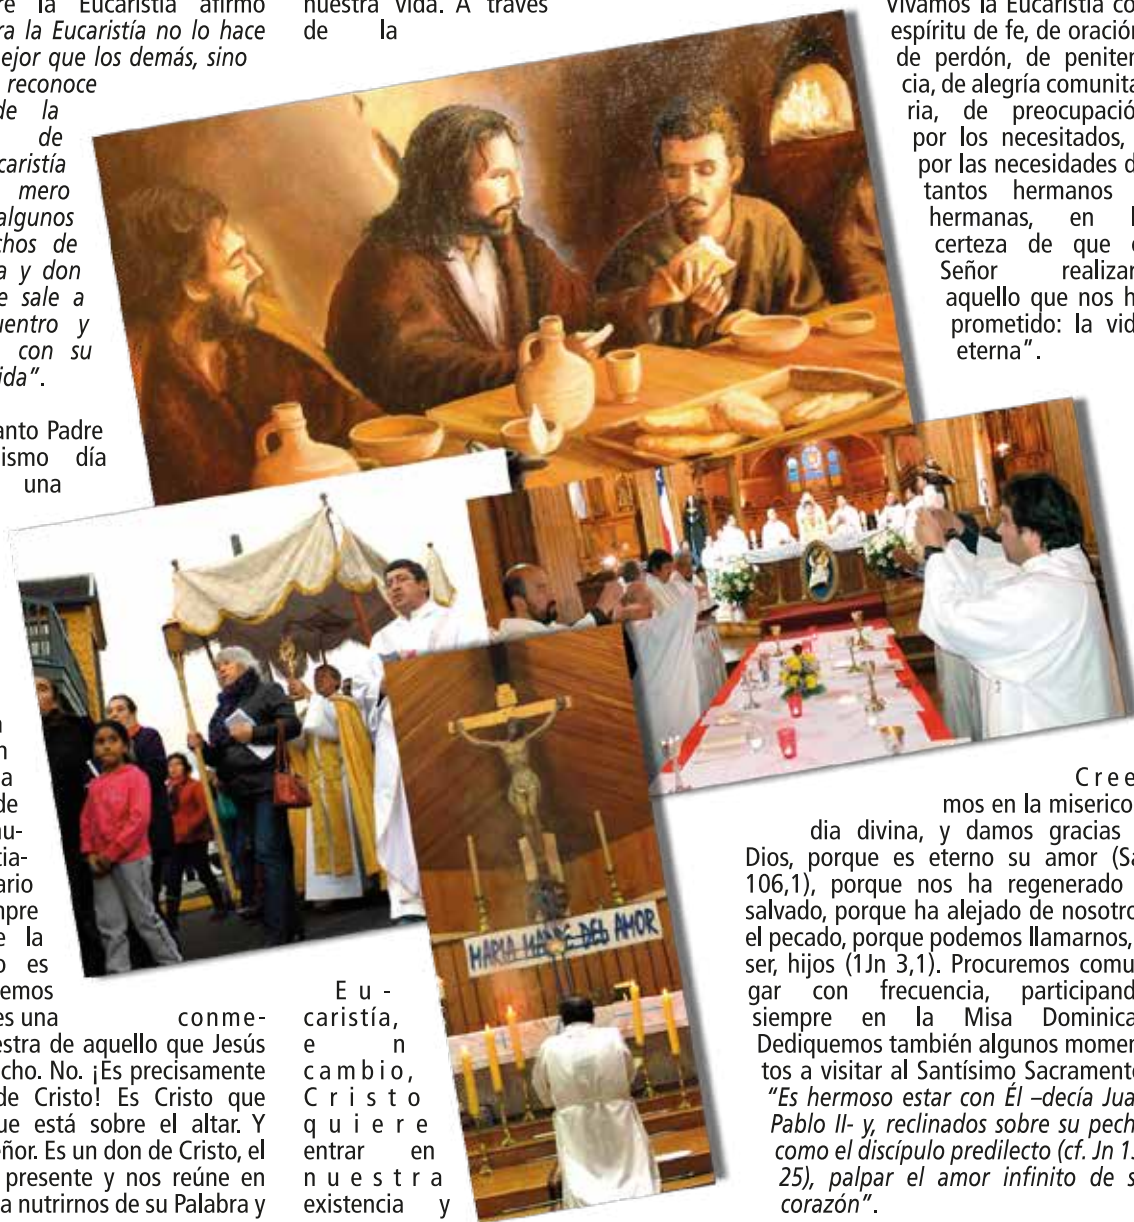 re la Eucaristía afirmó
ra la Eucaristía no lo hace
ejor que los demás, sino
reconoce
de la
de
caristía
mero
algunos
chos de
a y don
e sale a
uentro y
con su
ida”.
anto Padre
ismo día
una
n
a
de
u-
tia-
ario
mpre
e la
o es
emos
es una conme-
estra de aquello que Jesús
cho. No. ¡Es precisamente
de Cristo! Es Cristo que
ue está sobre el altar. Y
eñor. Es un don de Cristo, el
presente y nos reúne en
a nutrirnos de su Palabra y
nuestra vida. A través
de la
Eu-
caristía,
en
cambio,
Cristo
quiere
entrar en
nuestra
existencia y
MARIA MADRE DEL AMOR
Vivamos la Eucaristía co
espíritu de fe, de oración
de perdón, de peniten
cia, de alegría comunita
ria, de preocupació
por los necesitados,
por las necesidades d
tantos hermanos
hermanas, en l
certeza de que e
Señor realizar
aquello que nos h
prometido: la vid
eterna”.
Cree
mos en la miserico
dia divina, y damos gracias
Dios, porque es eterno su amor (Sa
106,1), porque nos ha regenerado
salvado, porque ha alejado de nosotro
el pecado, porque podemos llamarnos,
ser, hijos (1Jn 3,1). Procuremos comu
gar con frecuencia, participand
siempre en la Misa Dominica
Dediquemos también algunos momen
tos a visitar al Santísimo Sacrament
“Es hermoso estar con Él –decía Jua
Pablo II- y, reclinados sobre su pech
como el discípulo predilecto (cf. Jn 1
25), palpar el amor infinito de s
corazón”.